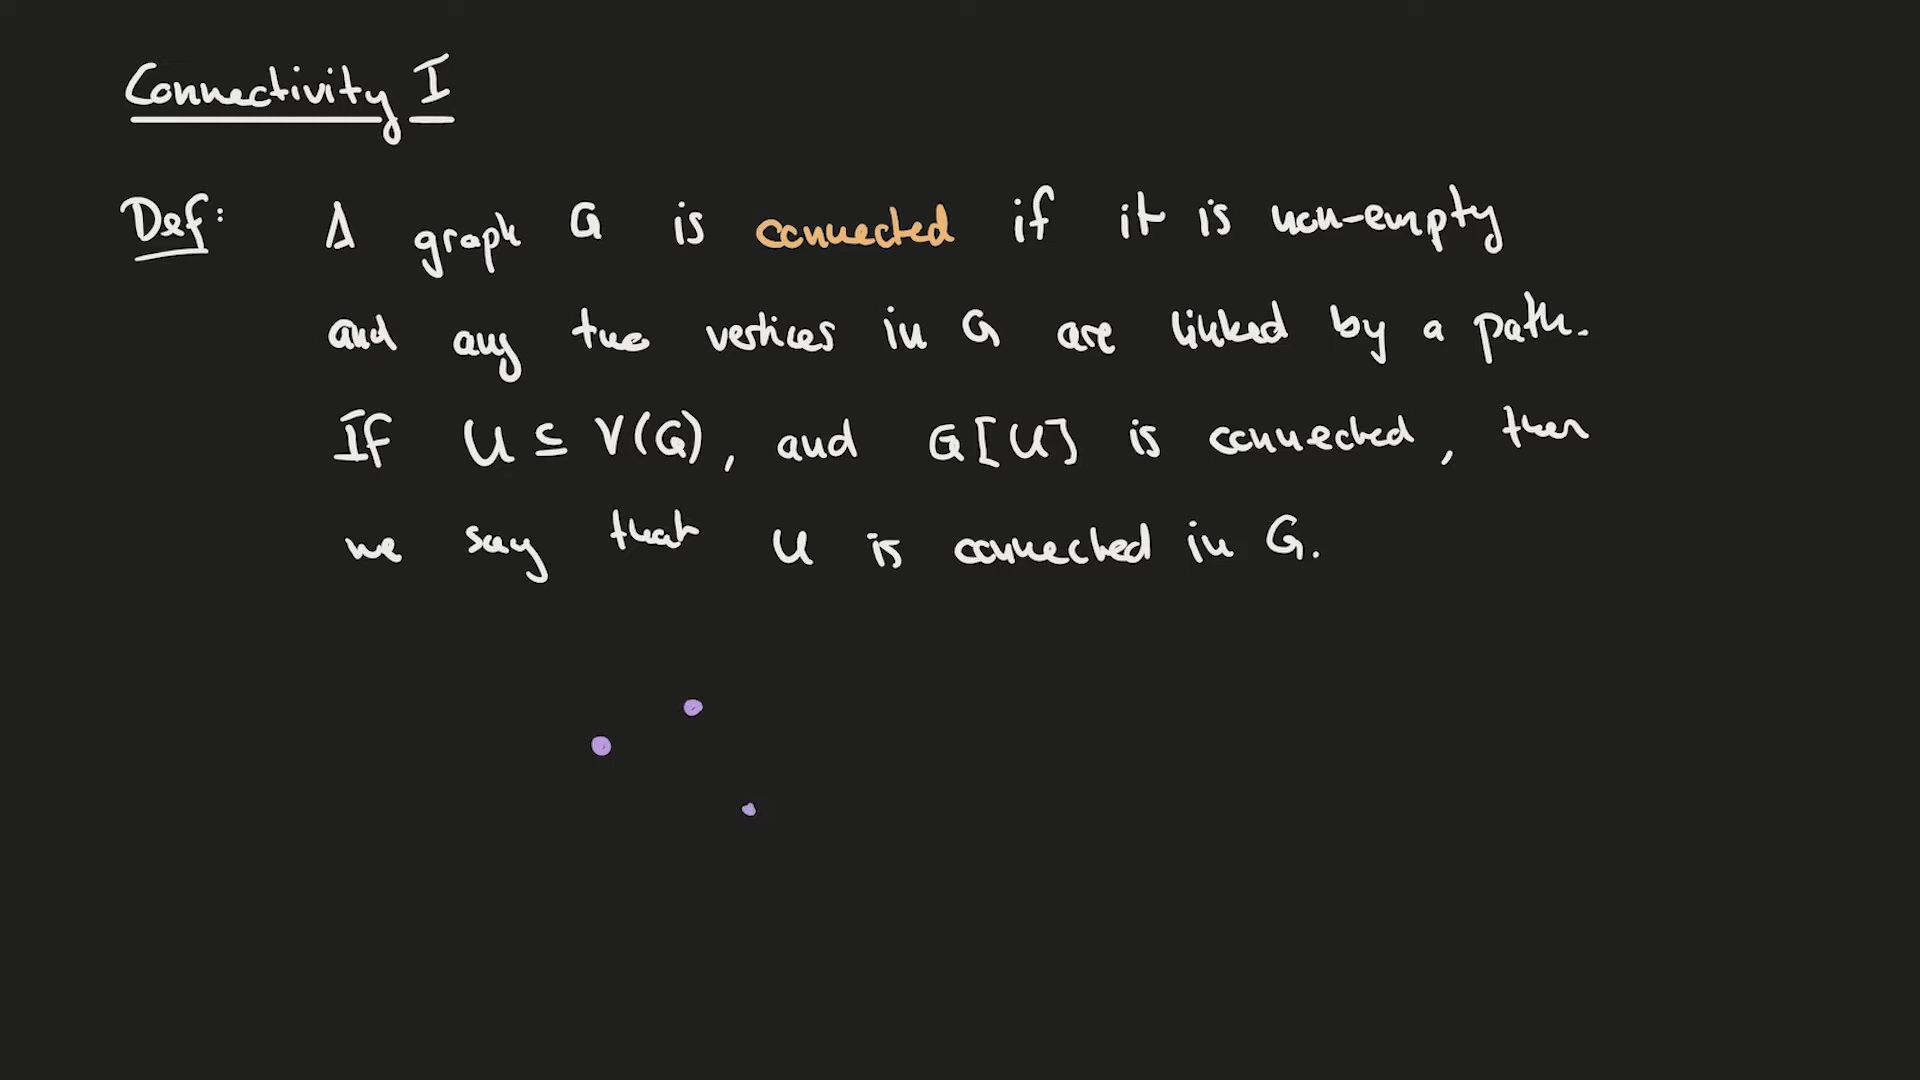 Connectivity I
Def: A graph G is connected if it is non-empty
and any two vertices in G are linked by a path.
If U ⊆ V(G), and G[U] is connected, then
we say that U is connected in G.